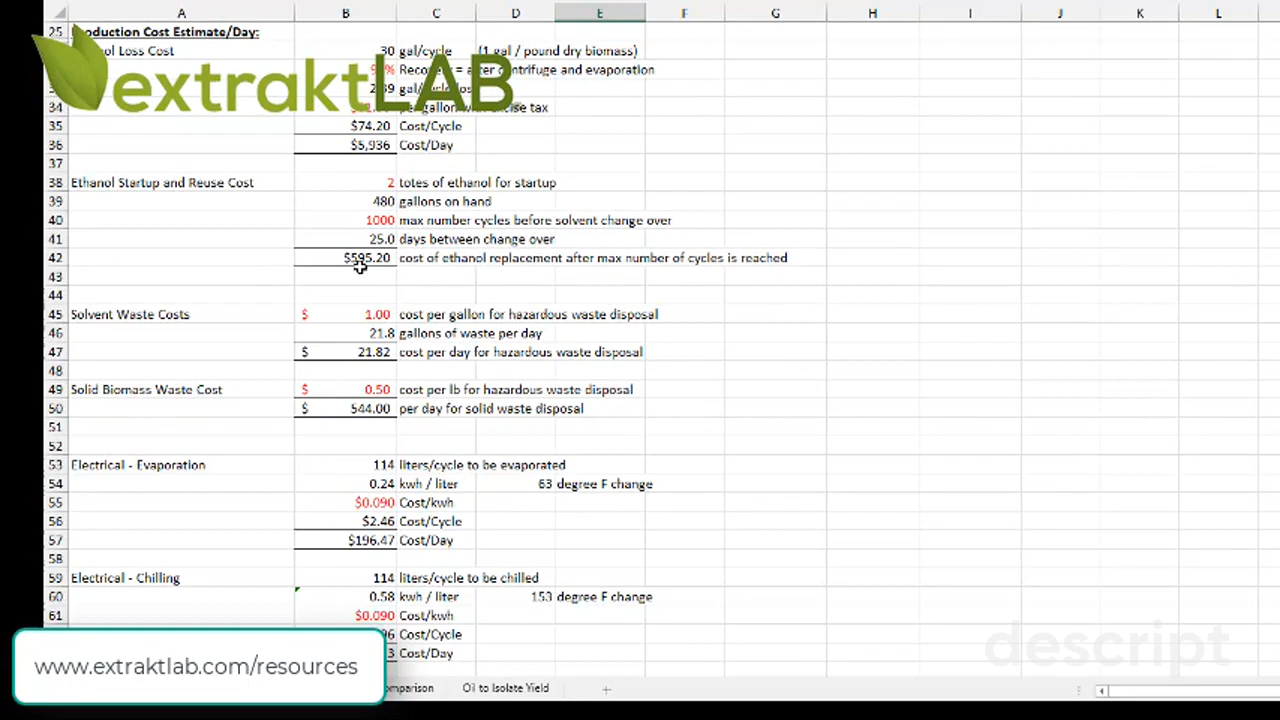 A B C D E F G H I J K L
25 Production Cost Estimate/Day:
Loss Cost 30 gal/cycle (1 gal / pound dry biomass)
% = after centrifuge and evaporation
extraktLAB
34 per gallon with excise tax
35 $74.20 Cost/Cycle
36 $5,936 Cost/Day
37
38 Ethanol Startup and Reuse Cost 2 totes of ethanol for startup
39 480 gallons on hand
40 1000 max number cycles before solvent change over
41 25.0 days between change over
42 $595.20 cost of ethanol replacement after max number of cycles is reached
43
44
45 Solvent Waste Costs $ 1.00 cost per gallon for hazardous waste disposal
46 21.8 gallons of waste per day
47 $ 21.82 cost per day for hazardous waste disposal
48
49 Solid Biomass Waste Cost $ 0.50 cost per lb for hazardous waste disposal
50 $ 544.00 per day for solid waste disposal
51
52
53 Electrical - Evaporation 114 liters/cycle to be evaporated
54 0.24 kwh / liter 63 degree F change
55 $0.090 Cost/kwh
56 $2.46 Cost/Cycle
57 $196.47 Cost/Day
58
59 Electrical - Chilling 114 liters/cycle to be chilled
60 0.58 kwh / liter 153 degree F change
61 $0.090 Cost/kwh
Cost/Cycle
Cost/Day
descript
www.extraktlab.com/resources
Oil to Isolate Yield